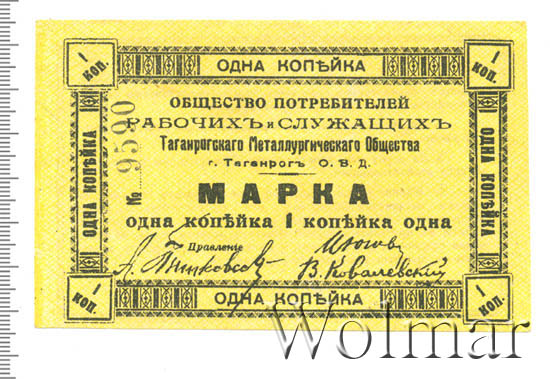 1 КОП.
ОДНА КОПѢЙКА
1 КОП.
ОБЩЕСТВО ПОТРЕБИТЕЛЕЙ
РАБОЧИХЪ и СЛУЖАЩИХЪ
Таганрогскаго Металлургическаго Общества
г. Таганрогъ О. В. Д.
№ 9590
МАРКА
одна копѣйка 1 копѣйка одна
Правленіе
В. Ковалевский
ОДНА КОПѢЙКА
ОДНА КОПѢЙКА
1 КОП.
ОДНА КОПѢЙКА
1 КОП.
Wolmar